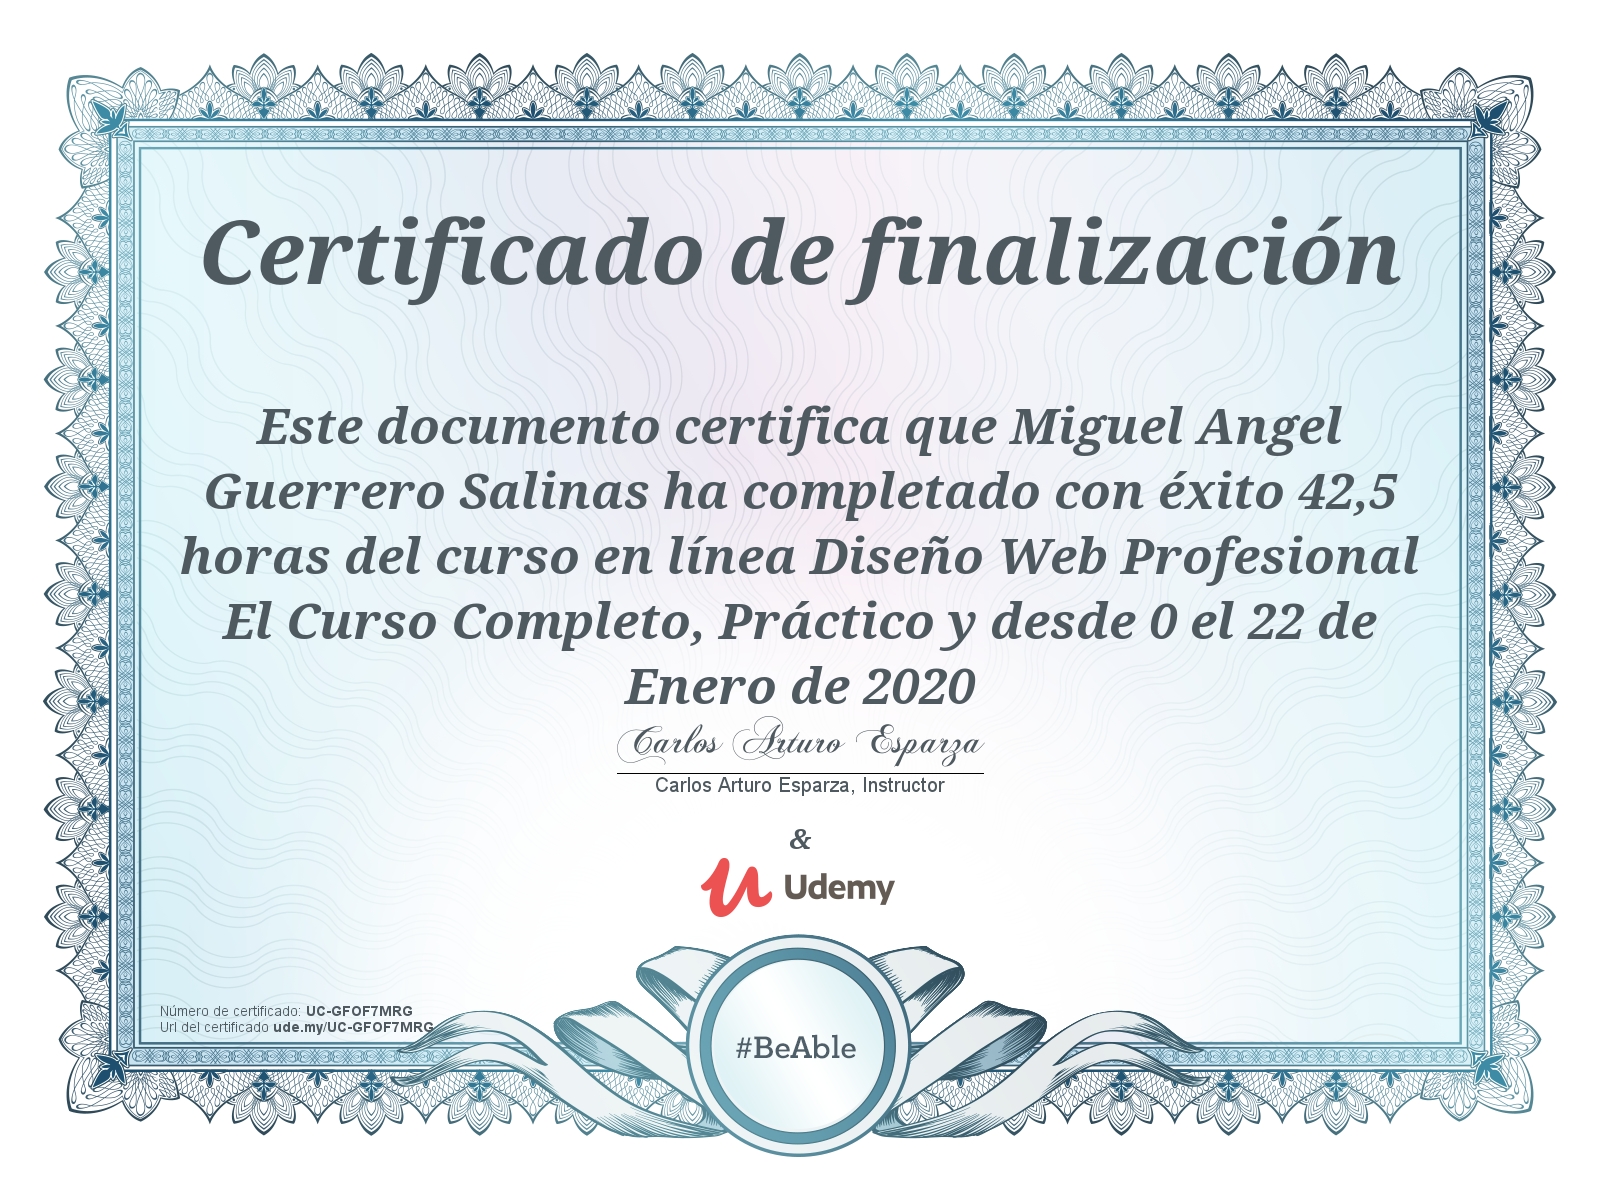 Certificado de finalización
Este documento certifica que Miguel Angel
Guerrero Salinas ha completado con éxito 42,5
horas del curso en línea Diseño Web Profesional
El Curso Completo, Práctico y desde 0 el 22 de
Enero de 2020
Carlos Arturo Esparza
Carlos Arturo Esparza, Instructor
&
Udemy
#BeAble
Número de certificado: UC-GFOF7MRG
Url del certificado ude.my/UC-GFOF7MRG